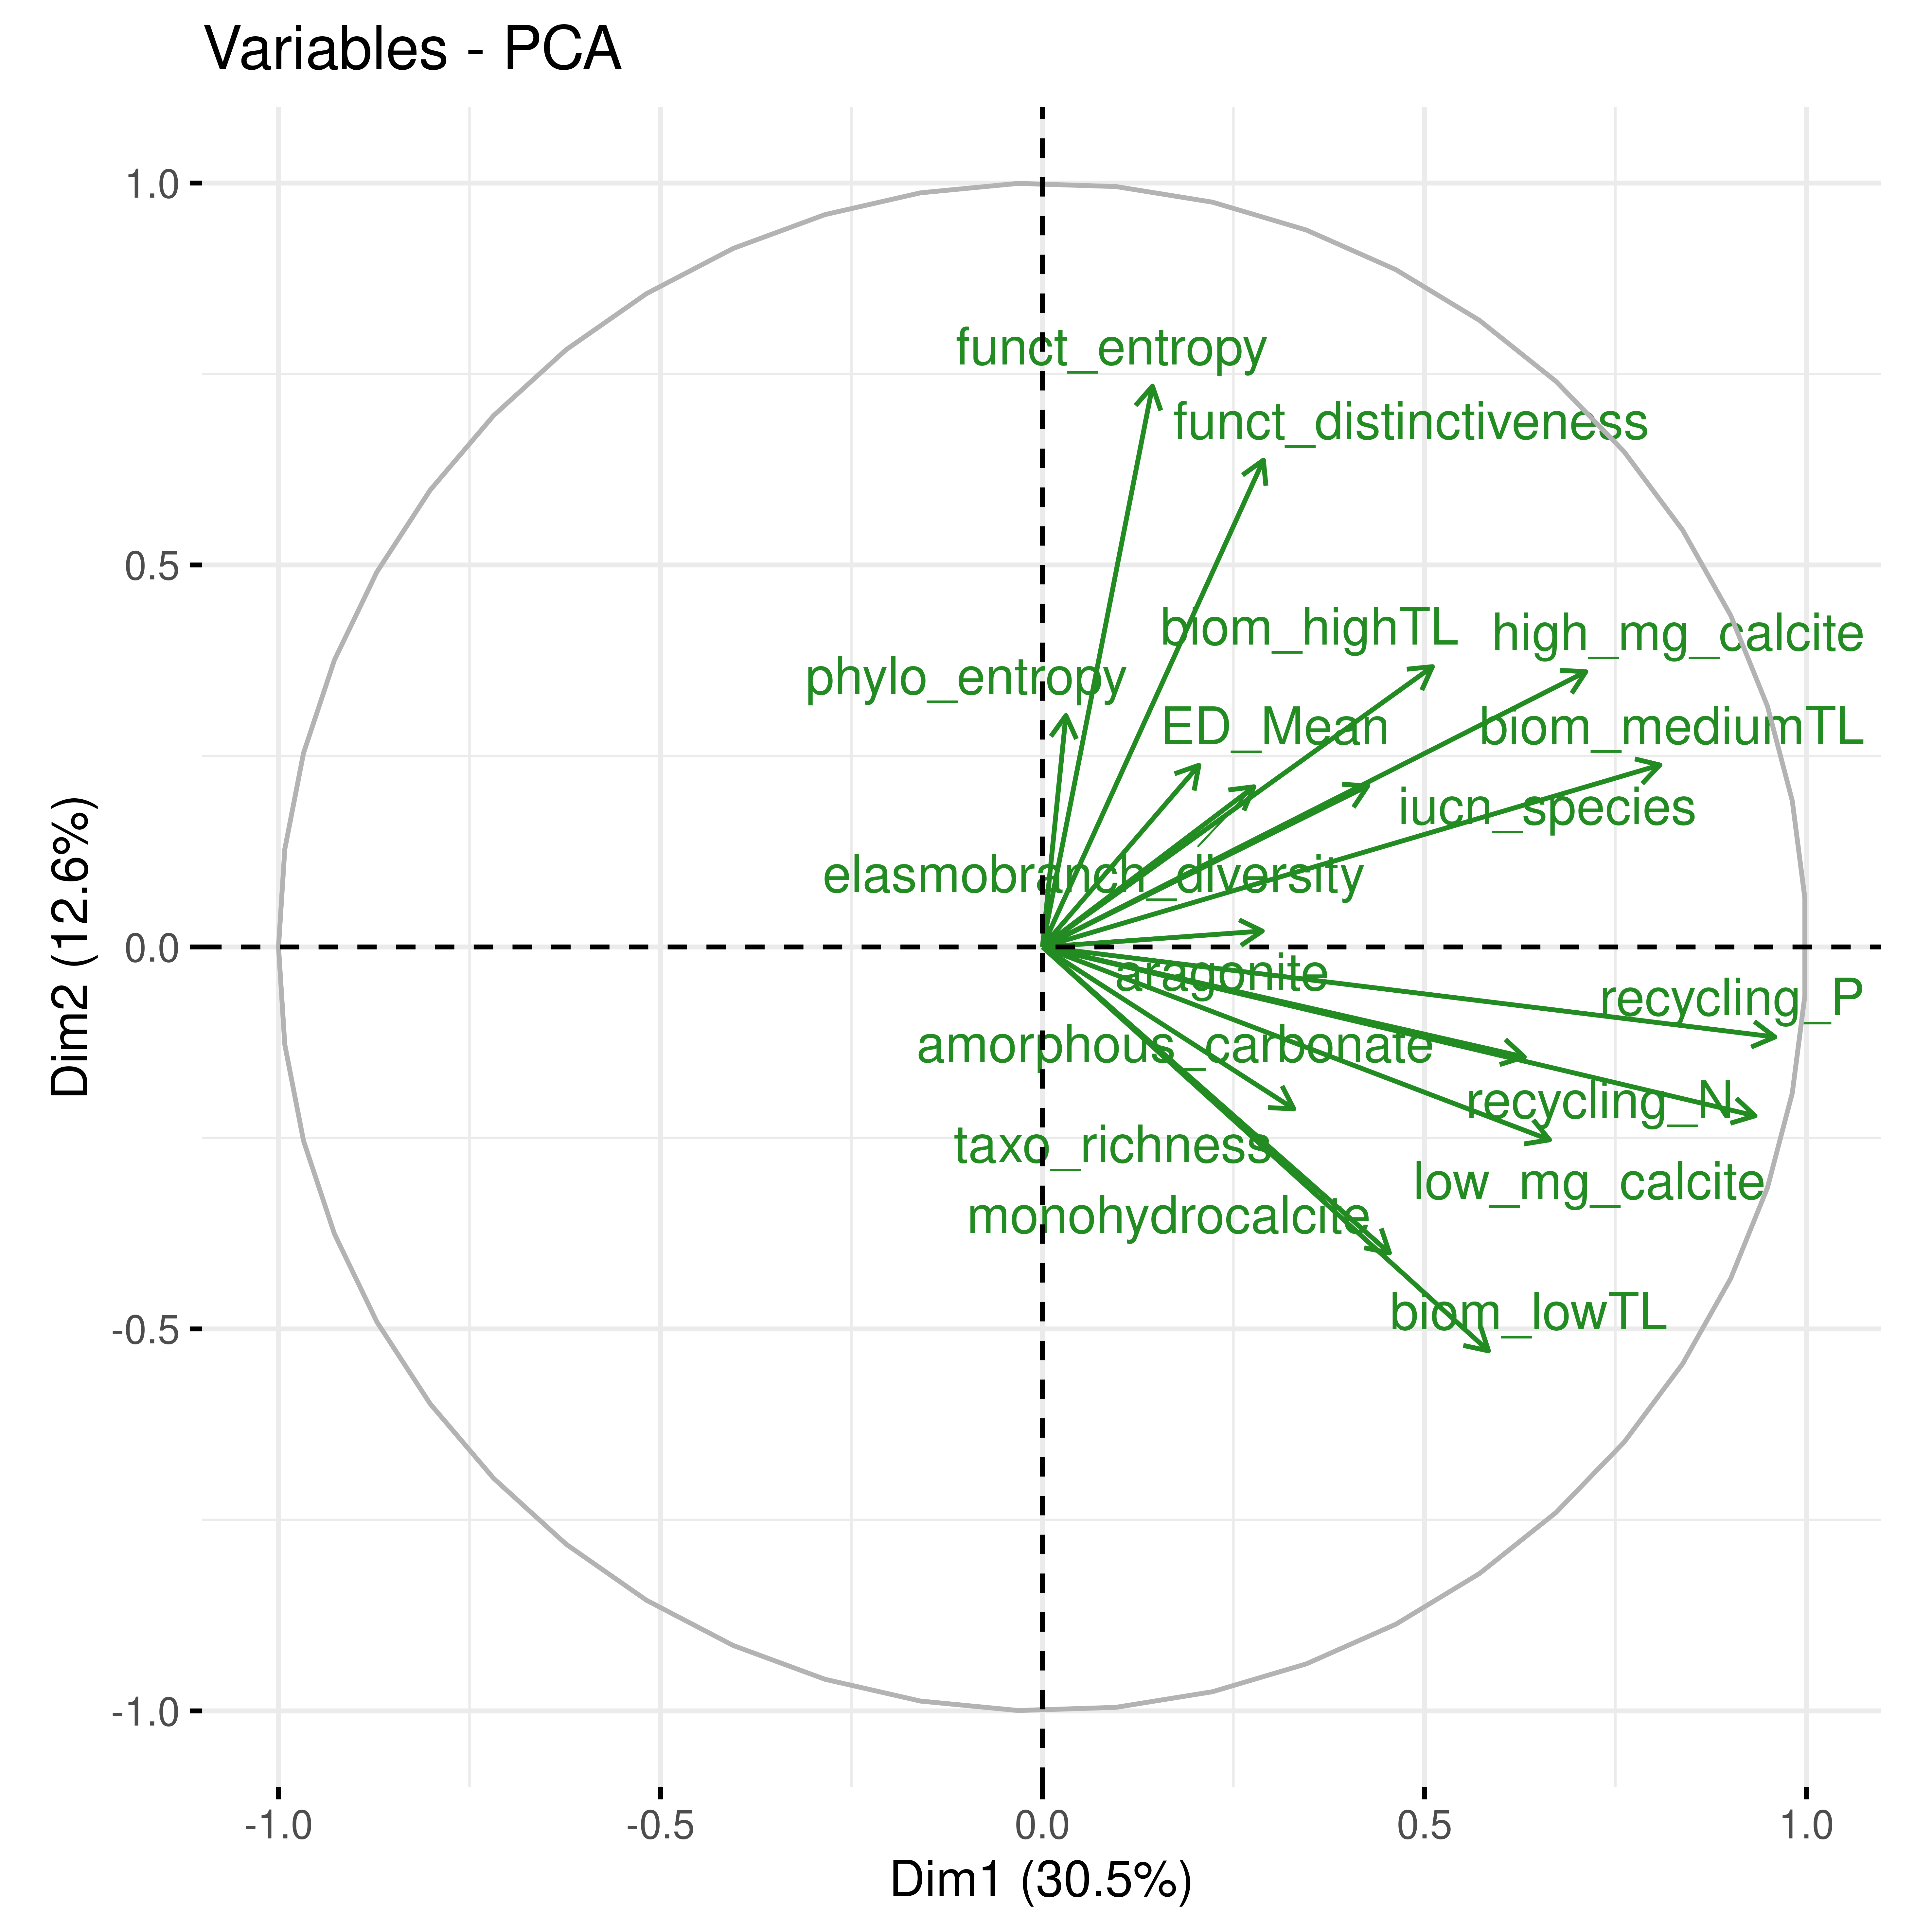 Variables - PCA
1.0
0.5
0.0
-0.5
-1.0
Dim2 (12.6%)
funct_entropy
funct_distinctiveness
biom_highTL
high_mg_calcite
phylo_entropy
ED_Mean
biom_mediumTL
iucn_species
elasmobranch_diversity
aragonite
recycling_P
amorphous_carbonate
recycling_N
taxo_richness
low_mg_calcite
monohydrocalcite
biom_lowTL
-1.0
-0.5
0.0
0.5
1.0
Dim1 (30.5%)